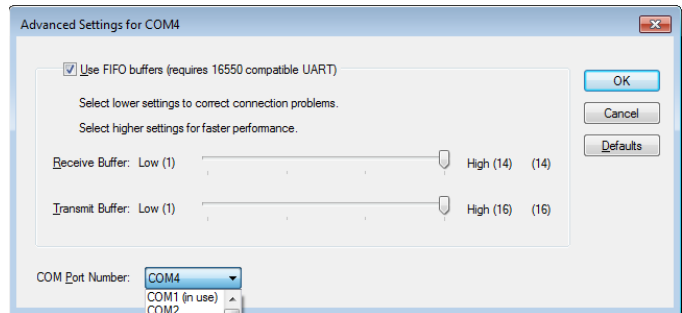 Advanced Settings for COM4
Use FIFO buffers (requires 16550 compatible UART)
OK
Select lower settings to correct connection problems.
Cancel
Select higher settings for faster performance.
Defaults
Receive Buffer: Low (1) High (14) (14)
Transmit Buffer: Low (1) High (16) (16)
COM Port Number: COM4
COM1 (in use)
COM2